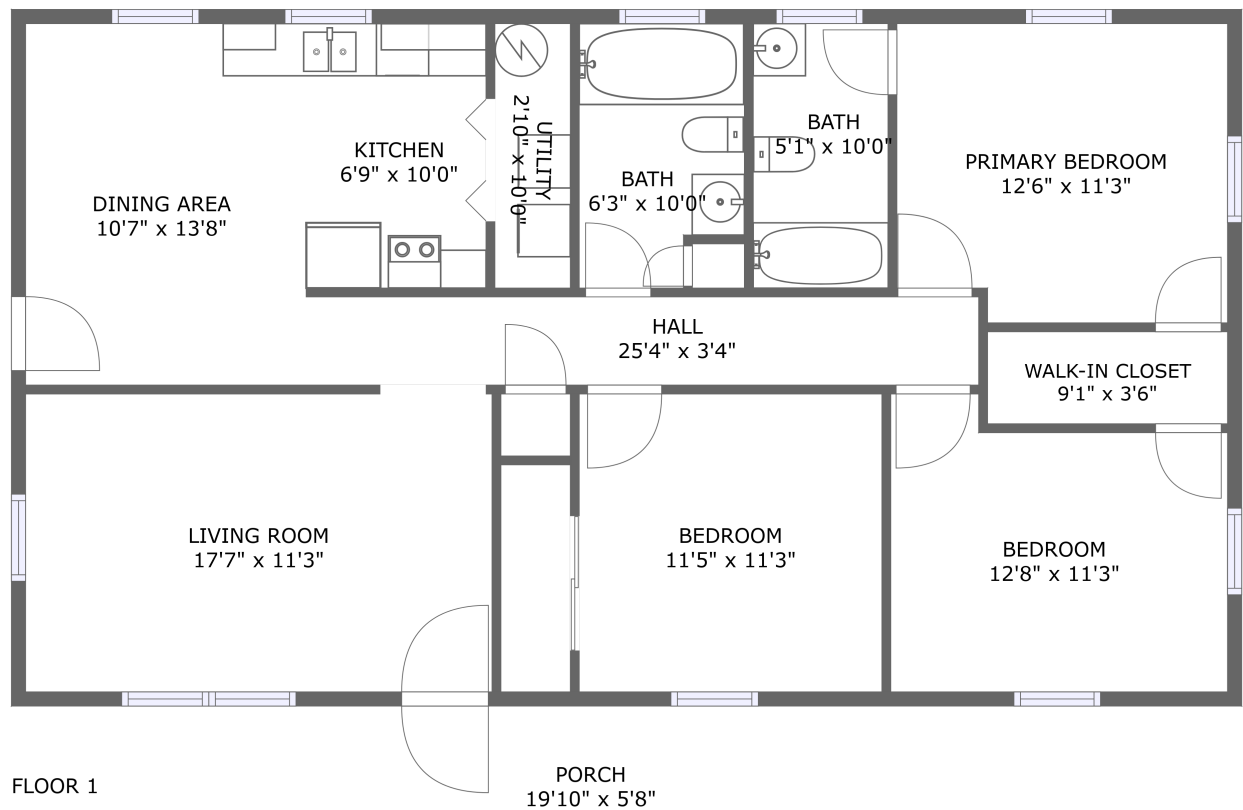 KITCHEN
6'9" x 10'0"
UTILITY
2'10" x 10'0"
BATH
6'3" x 10'0"
BATH
5'1" x 10'0"
PRIMARY BEDROOM
12'6" x 11'3"
DINING AREA
10'7" x 13'8"
HALL
25'4" x 3'4"
WALK-IN CLOSET
9'1" x 3'6"
LIVING ROOM
17'7" x 11'3"
BEDROOM
11'5" x 11'3"
BEDROOM
12'8" x 11'3"
FLOOR 1
PORCH
19'10" x 5'8"